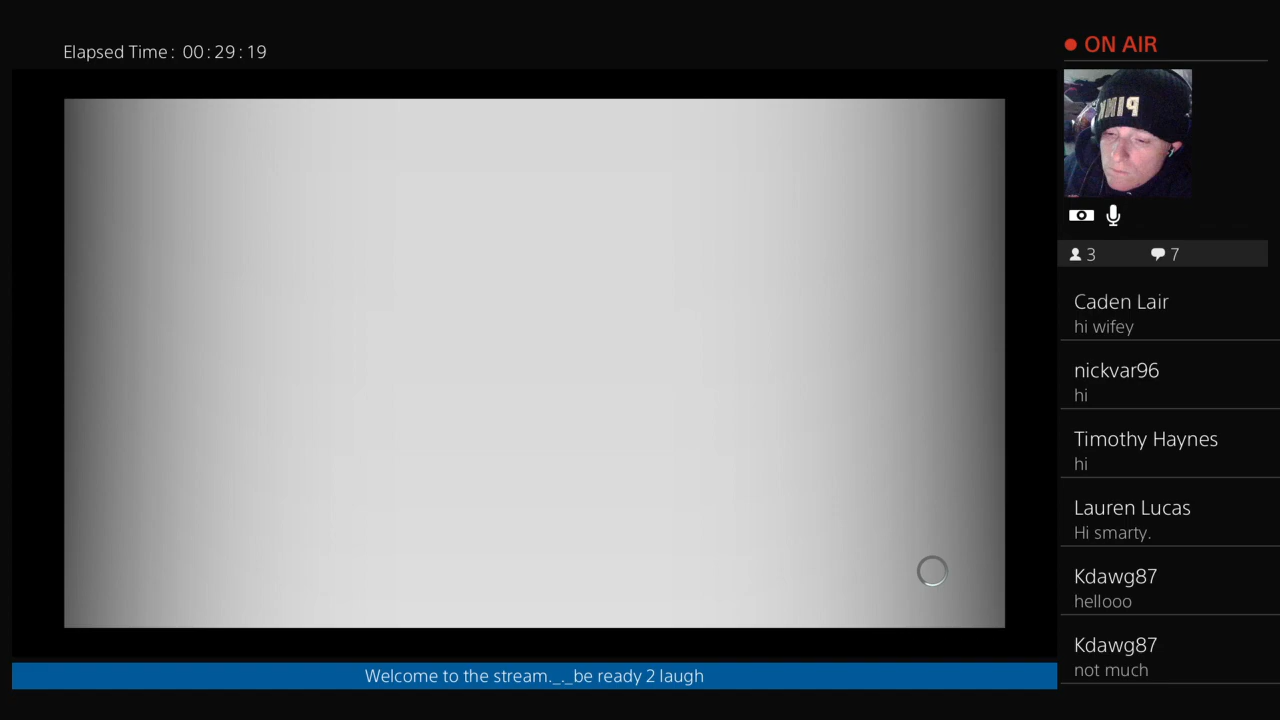 Elapsed Time: 00:29:19
ON AIR
PINK
3 7
Caden Lair
hi wifey
nickvar96
hi
Timothy Haynes
hi
Lauren Lucas
Hi smarty.
Kdawg87
hellooo
Kdawg87
not much
Welcome to the stream._._be ready 2 laugh